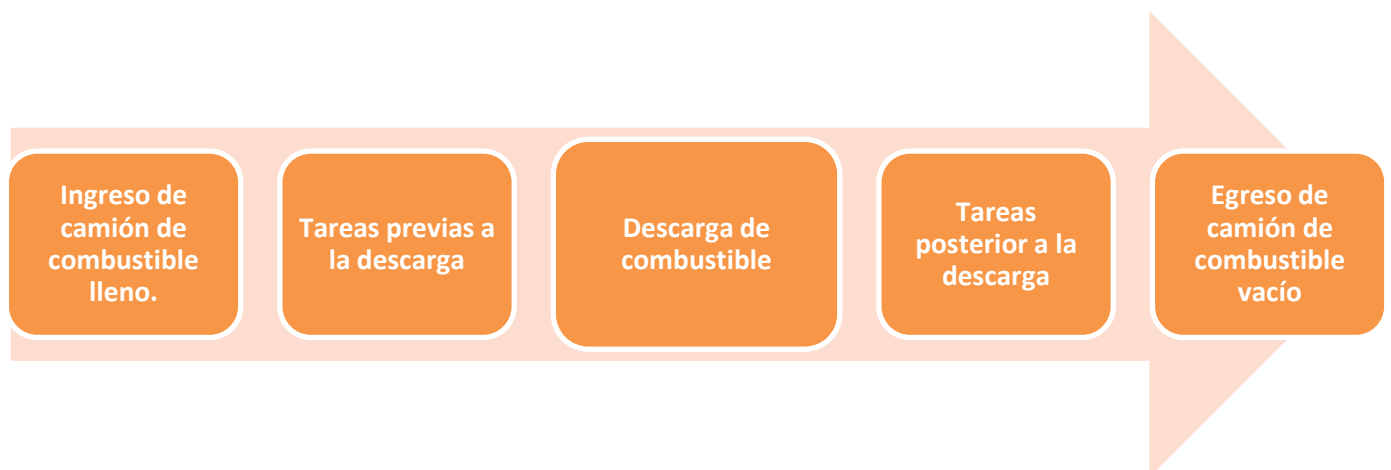 Ingreso de
camión de
combustible
lleno.
Tareas previas a
la descarga
Descarga de
combustible
Tareas
posterior a la
descarga
Egreso de
camión de
combustible
vacío